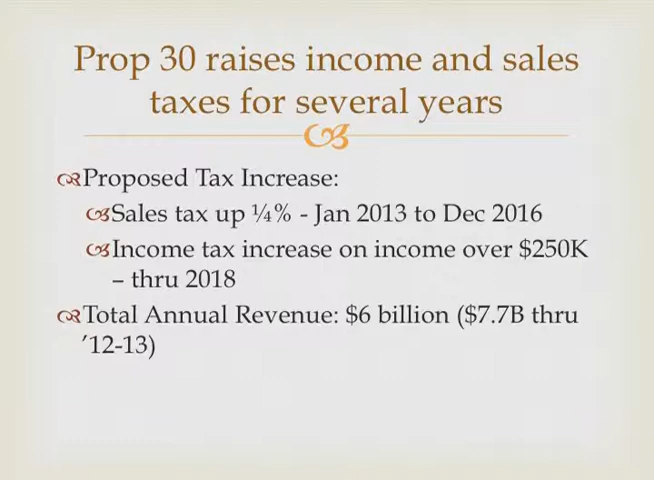 Prop 30 raises income and sales
taxes for several years
Proposed Tax Increase:
Sales tax up ¼% - Jan 2013 to Dec 2016
Income tax increase on income over $250K
– thru 2018
Total Annual Revenue: $6 billion ($7.7B thru
’12-13)